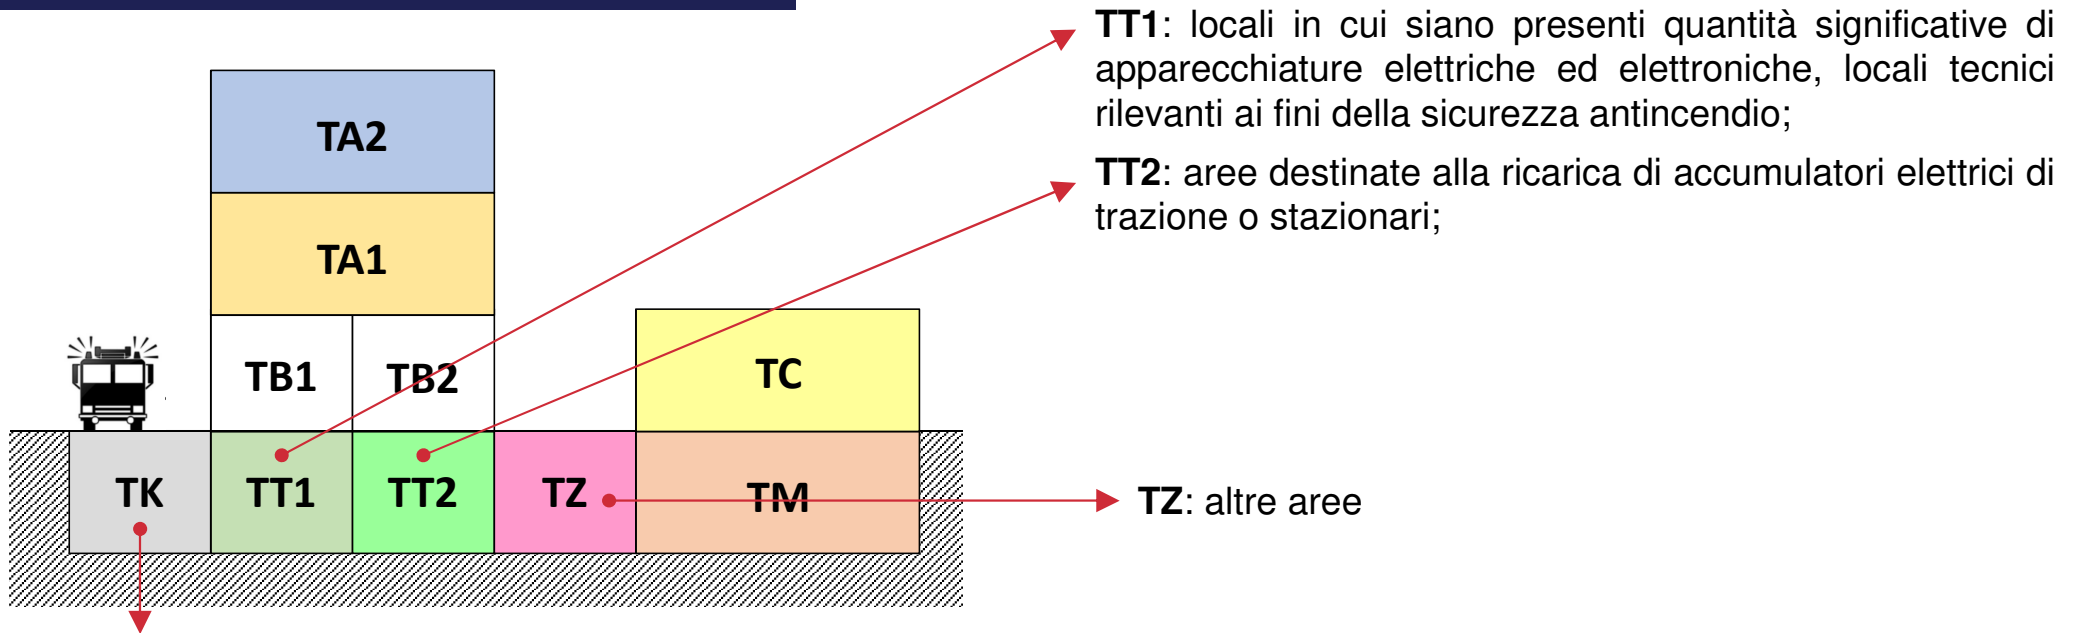 TT1: locali in cui siano presenti quantità significative di
apparecchiature elettriche ed elettroniche, locali tecnici
rilevanti ai fini della sicurezza antincendio;
TT2: aree destinate alla ricarica di accumulatori elettrici di
trazione o stazionari;
TA2
TA1
TB1 TB2 TC
TK TT1 TT2 TZ TM
TZ: altre aree